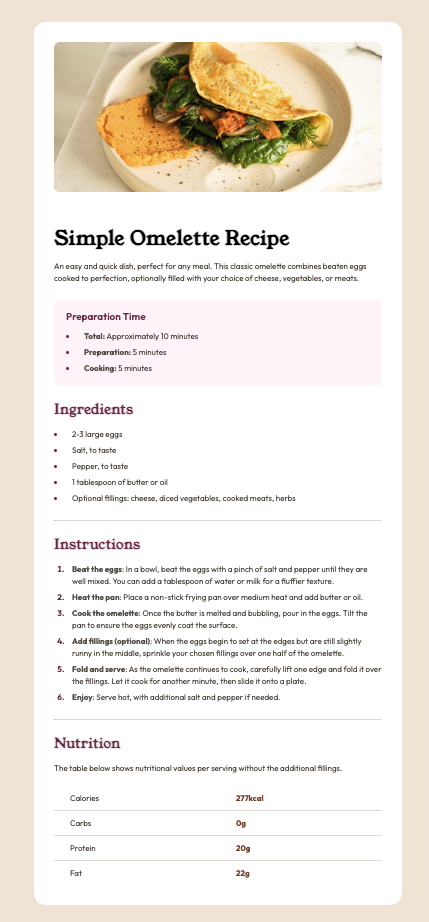 Simple Omelette Recipe
An easy and quick dish, perfect for any meal. This classic omelette combines beaten eggs
cooked to perfection, optionally filled with your choice of cheese, vegetables, or meats.
Preparation Time
• Total: Approximately 10 minutes
• Preparation: 5 minutes
• Cooking: 5 minutes
Ingredients
• 2-3 large eggs
• Salt, to taste
• Pepper, to taste
• 1 tablespoon of butter or oil
• Optional fillings: cheese, diced vegetables, cooked meats, herbs
Instructions
1. Beat the eggs: In a bowl, beat the eggs with a pinch of salt and pepper until they are
well mixed. You can add a tablespoon of water or milk for a fluffier texture.
2. Heat the pan: Place a non-stick frying pan over medium heat and add butter or oil.
3. Cook the omelette: Once the butter is melted and bubbling, pour in the eggs. Tilt the
pan to ensure the eggs evenly coat the surface.
4. Add fillings (optional): When the eggs begin to set at the edges but are still slightly
runny in the middle, sprinkle your chosen fillings over one half of the omelette.
5. Fold and serve: As the omelette continues to cook, carefully lift one edge and fold it over
the fillings. Let it cook for another minute, then slide it onto a plate.
6. Enjoy: Serve hot, with additional salt and pepper if needed.
Nutrition
The table below shows nutritional values per serving without the additional fillings.
Calories 277kcal
Carbs 0g
Protein 20g
Fat 22g